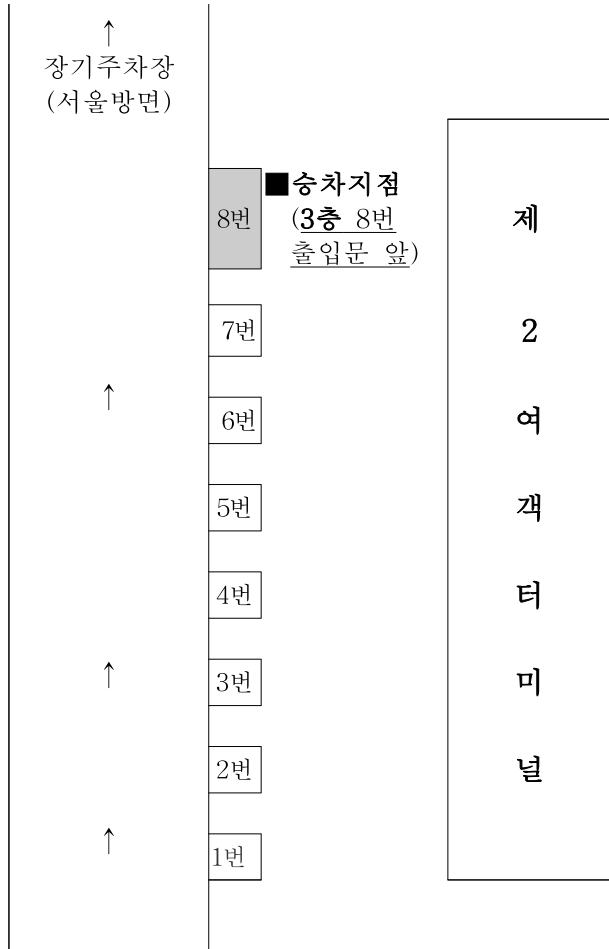 ↑
장기주차장
(서울방면)
■승차지점
(3층 8번
출입문 앞)
8번
7번
↑
6번
5번
4번
↑
3번
2번
↑
1번
제
2
여
객
터
미
널